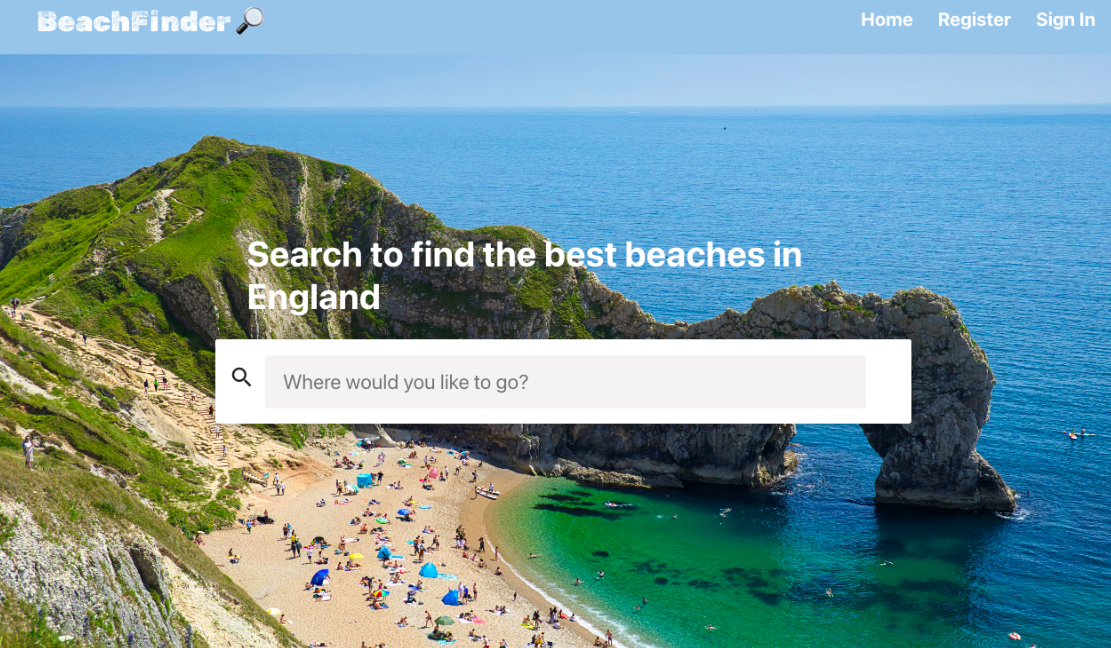 BeachFinder
Home Register Sign In
Search to find the best beaches in
England
Where would you like to go?